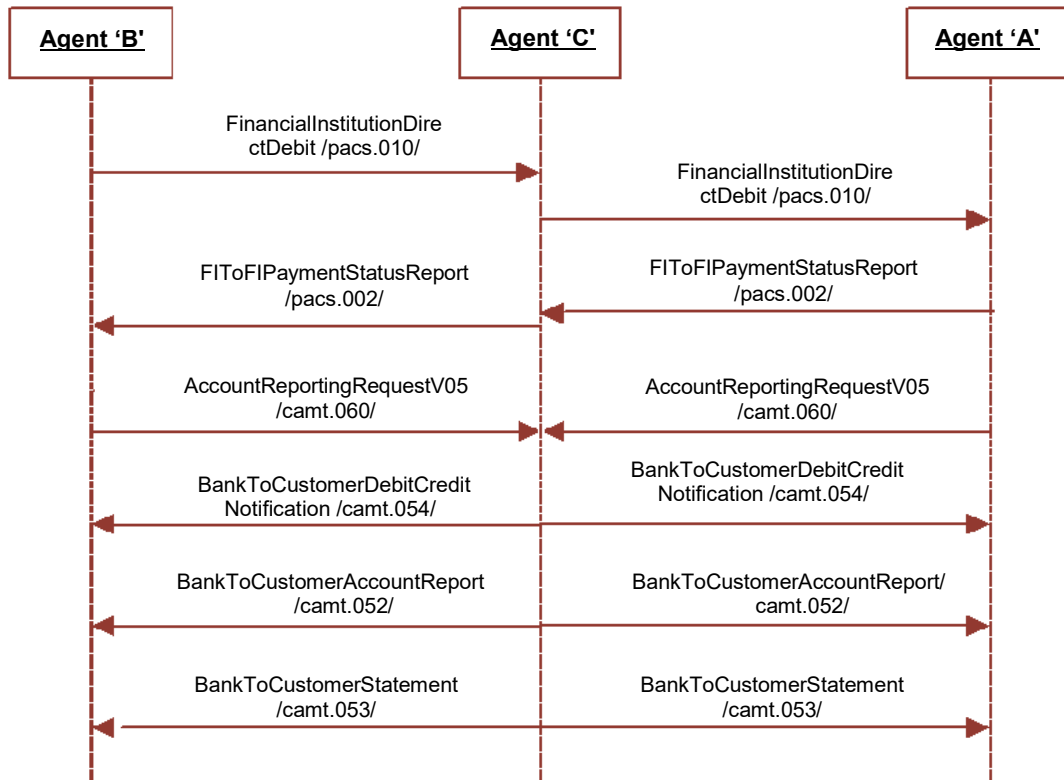 Agent ‘B'
Agent ‘C'
Agent ‘A'
FinancialInstitutionDire
ctDebit /pacs.010/
FinancialInstitutionDire
ctDebit /pacs.010/
FIToFIPaymentStatusReport
/pacs.002/
FIToFIPaymentStatusReport
/pacs.002/
AccountReportingRequestV05
/camt.060/
AccountReportingRequestV05
/camt.060/
BankToCustomerDebitCredit
Notification /camt.054/
BankToCustomerDebitCredit
Notification /camt.054/
BankToCustomerAccountReport
/camt.052/
BankToCustomerAccountReport/
camt.052/
BankToCustomerStatement
/camt.053/
BankToCustomerStatement
/camt.053/